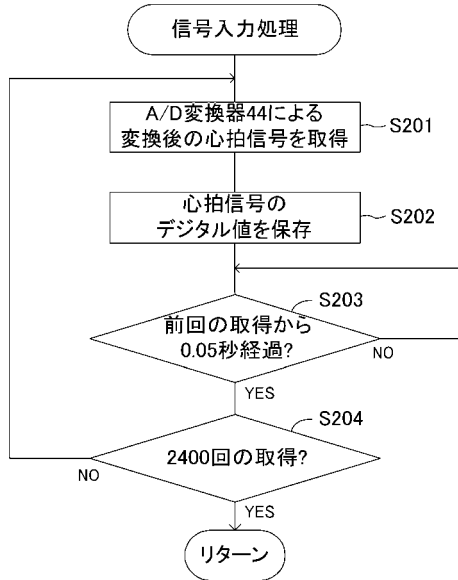 信号入力処理
A/D変換器44による
変換後の心拍信号を取得
S201
心拍信号の
デジタル値を保存
S202
S203
前回の取得から
0.05秒経過?
NO
YES
S204
2400回の取得?
NO
YES
リターン